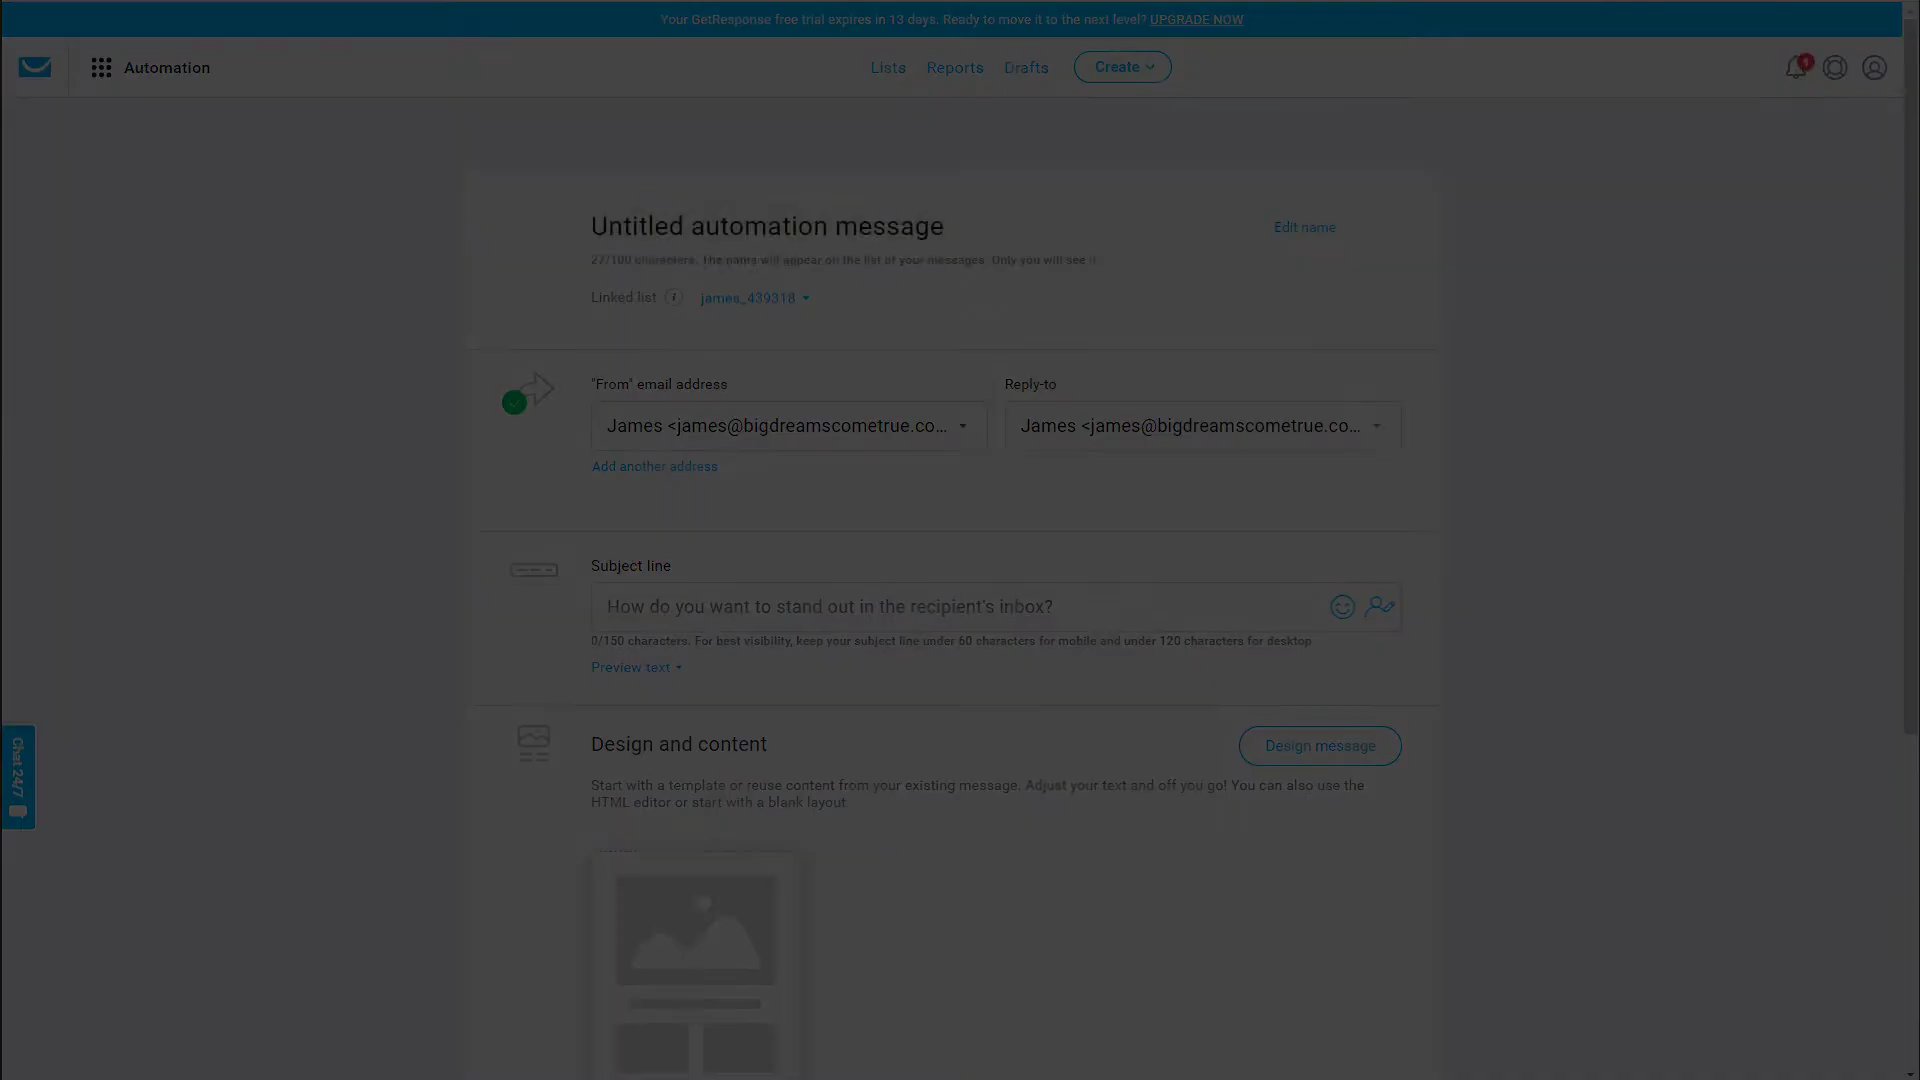 Your GetResponse free trial expires in 13 days. Ready to move it to the next level? UPGRADE NOW
Automation
Lists
Reports
Drafts
Create
Untitled automation message
Edit name
27/100 characters. The name will appear on the list of your messages. Only you will see it.
Linked list
james_439318
"From" email address
Reply-to
James <james@bigdreamscometrue.co...
James <james@bigdreamscometrue.co...
Add another address
Subject line
How do you want to stand out in the recipient's inbox?
0/150 characters. For best visibility, keep your subject line under 60 characters for mobile and under 120 characters for desktop
Preview text
Chat 24/7
Design and content
Design message
Start with a template or reuse content from your existing message. Adjust your text and off you go! You can also use the
HTML editor or start with a blank layout.